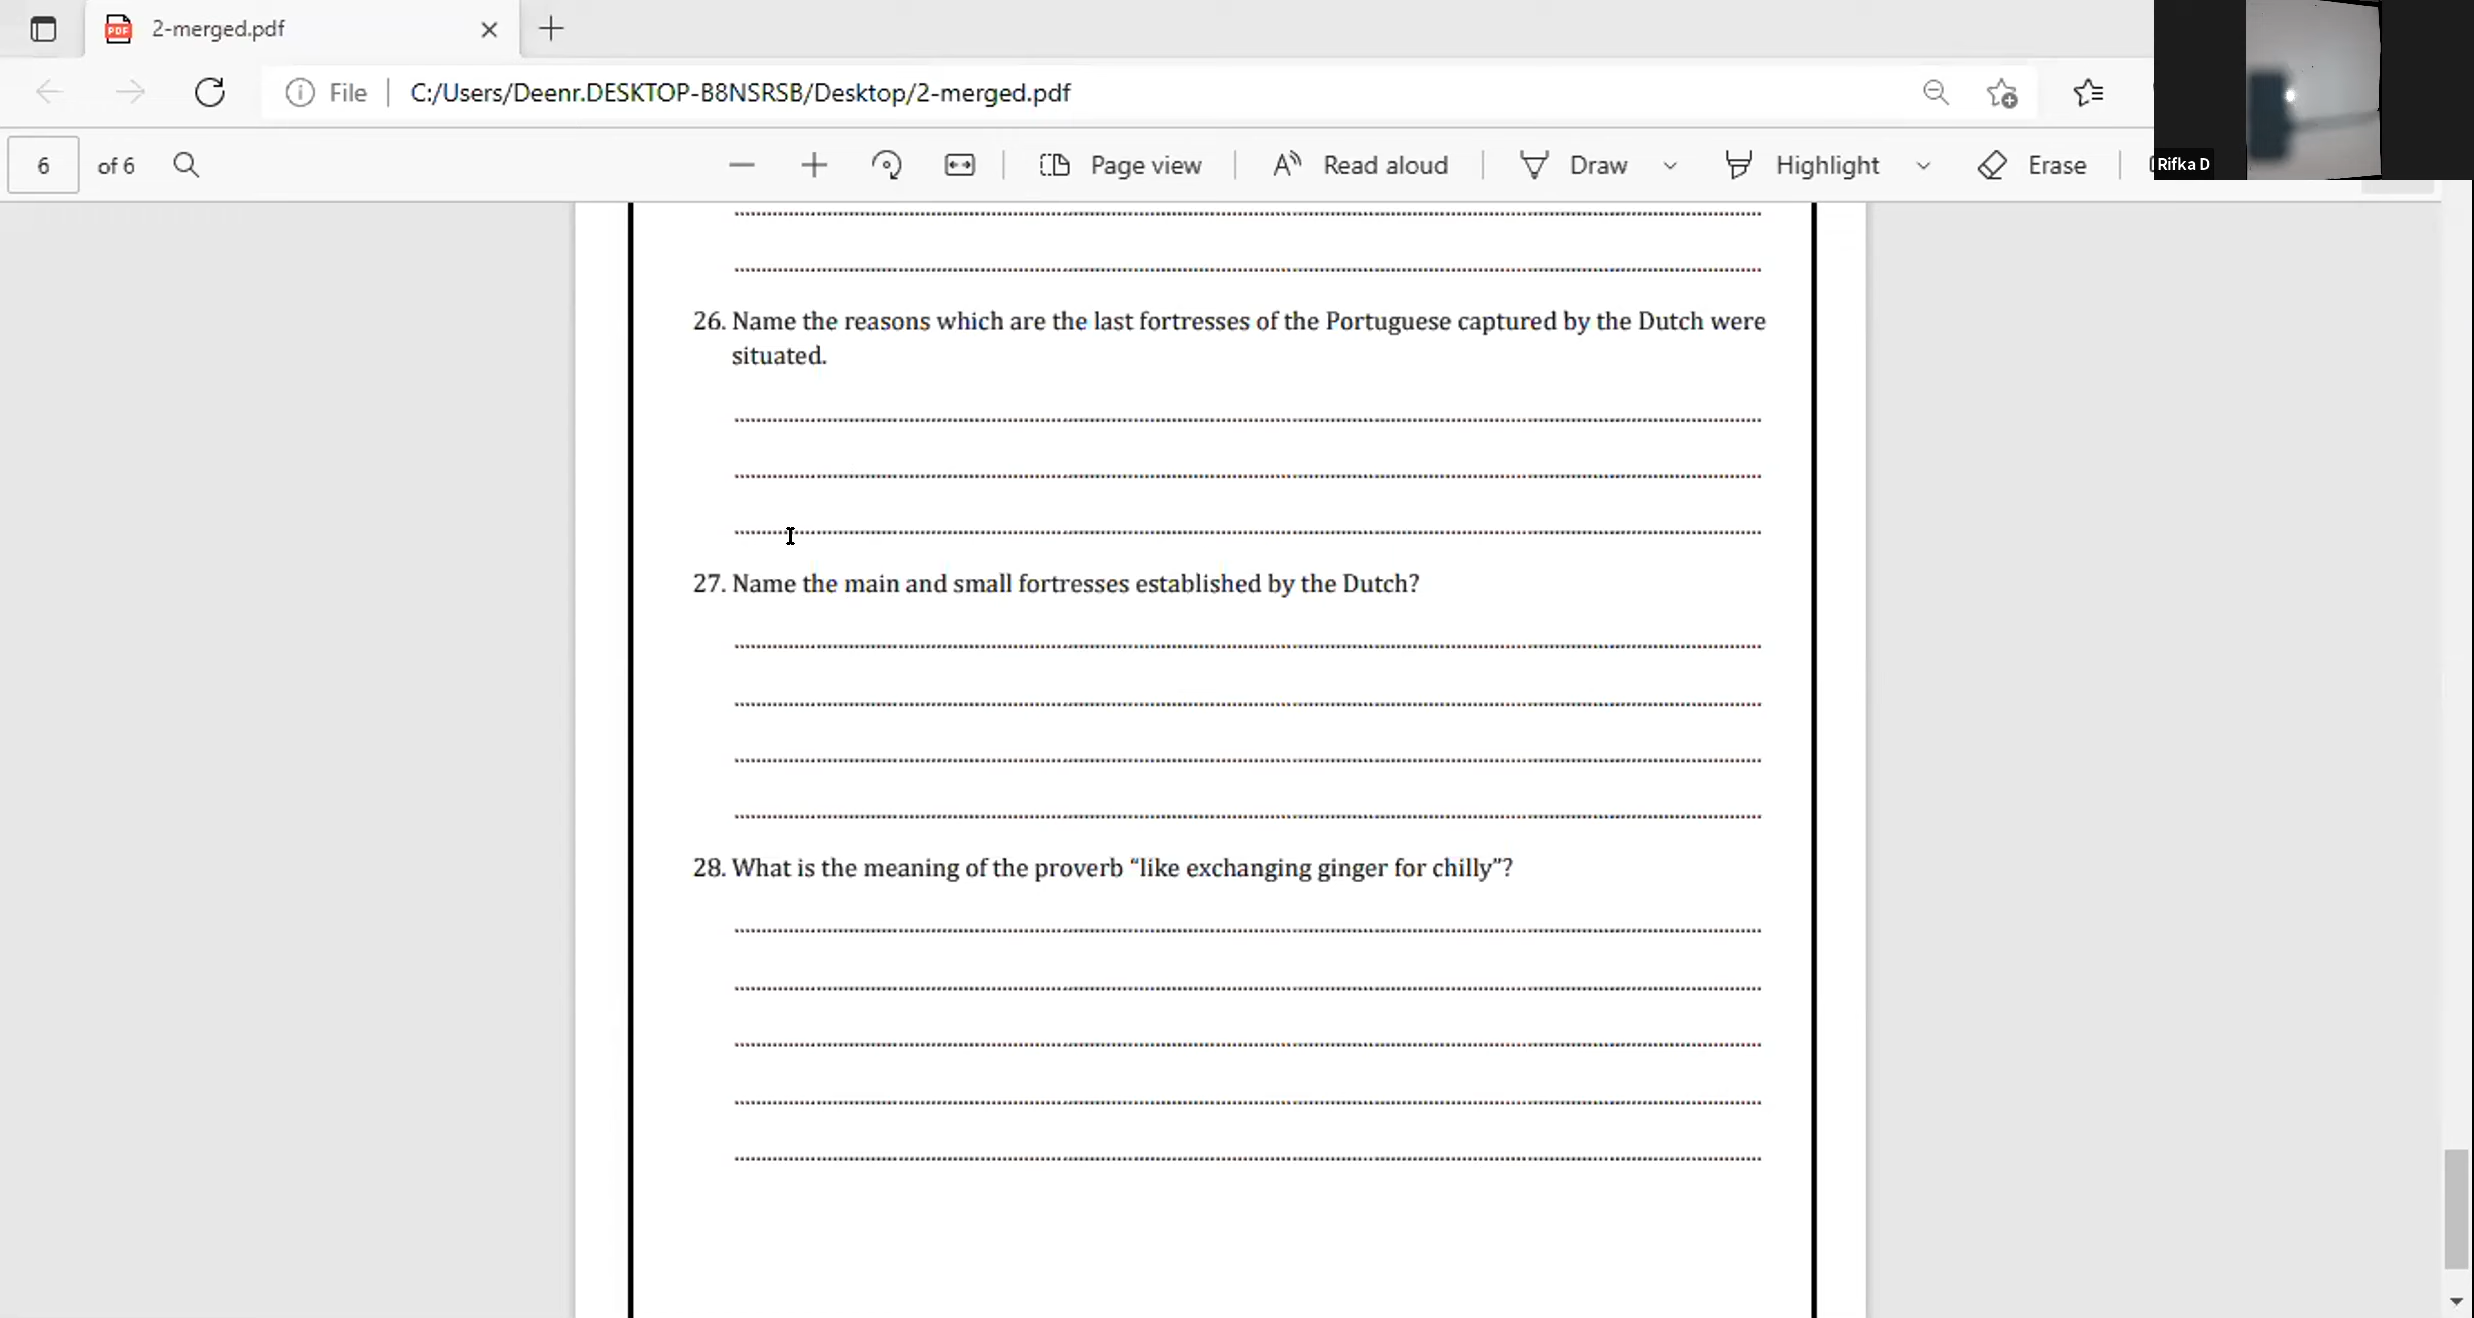 2-merged.pdf
File C:/Users/Deenr.DESKTOP-B8NSRSB/Desktop/2-merged.pdf
6 of 6 Page view Read aloud Draw Highlight Erase
Rifka D
26. Name the reasons which are the last fortresses of the Portuguese captured by the Dutch were
situated.
27. Name the main and small fortresses established by the Dutch?
28. What is the meaning of the proverb “like exchanging ginger for chilly”?